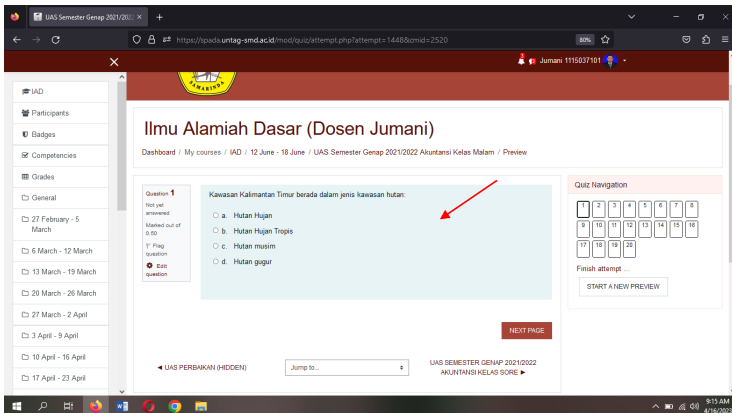 UAS Semester Genap 2021/202
https://spada.untag-smd.ac.id/mod/quiz/attempt.php?attempt=1448&cmid=2520
80%
Jumani 1115037101
SAMARINDA
IAD
Participants
Badges
Competencies
Grades
General
27 February - 5
March
6 March - 12 March
13 March - 19 March
20 March - 26 March
27 March - 2 April
3 April - 9 April
10 April - 16 April
17 April - 23 April
Ilmu Alamiah Dasar (Dosen Jumani)
Dashboard / My courses / IAD / 12 June - 18 June / UAS Semester Genap 2021/2022 Akuntansi Kelas Malam / Preview
Question 1
Not yet
answered
Marked out of
0.50
Flag
question
Edit
question
Kawasan Kalimantan Timur berada dalam jenis kawasan hutan:
a. Hutan Hujan
b. Hutan Hujan Tropis
c. Hutan musim
d. Hutan gugur
NEXT PAGE
◄ UAS PERBAIKAN (HIDDEN)
Jump to...
UAS SEMESTER GENAP 2021/2022
AKUNTANSI KELAS SORE ►
Quiz Navigation
1 2 3 4 5 6 7 8
9 10 11 12 13 14 15 16
17 18 19 20
Finish attempt ...
START A NEW PREVIEW
9:15 AM
4/16/2023